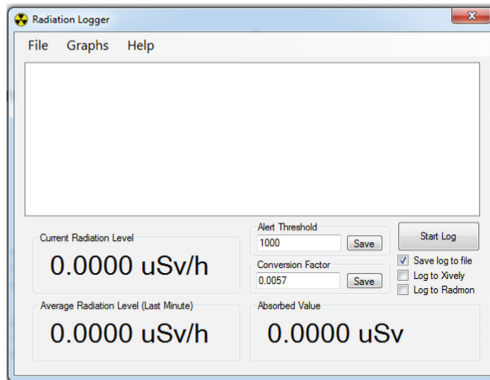 Radiation Logger
File Graphs Help
Current Radiation Level
0.0000 uSv/h
Alert Threshold
1000 Save
Conversion Factor
0.0057 Save
Start Log
Save log to file
Log to Xively
Log to Radmon
Average Radiation Level (Last Minute)
0.0000 uSv/h
Absorbed Value
0.0000 uSv